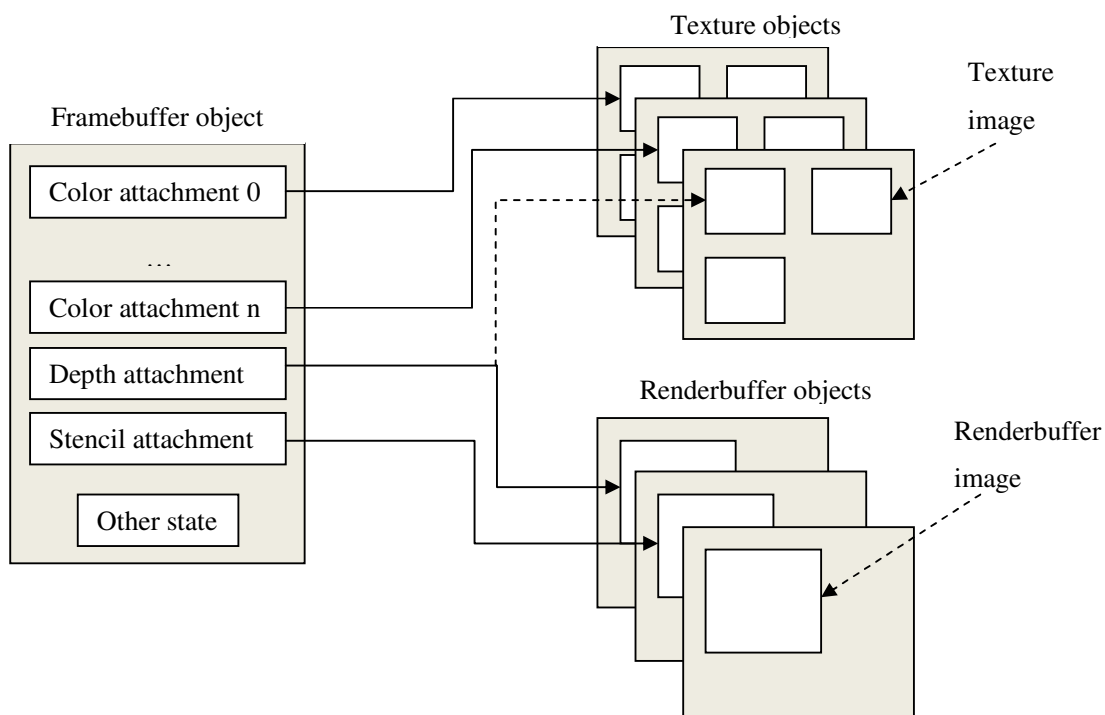 Texture objects
Texture
image
Framebuffer object
Color attachment 0
...
Color attachment n
Depth attachment
Stencil attachment
Other state
Renderbuffer objects
Renderbuffer
image